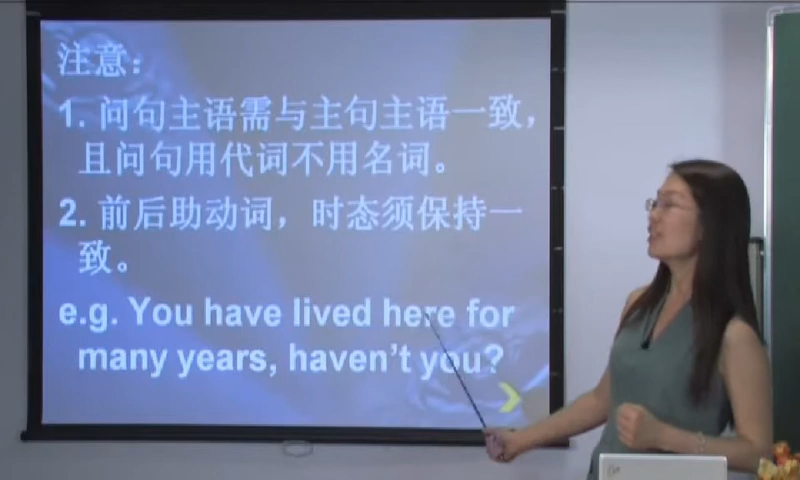 注意：
1. 问句主语需与主句主语一致，
且问句用代词不用名词。
2. 前后助动词，时态须保持一
致。
e.g. You have lived here for
many years, haven't you?